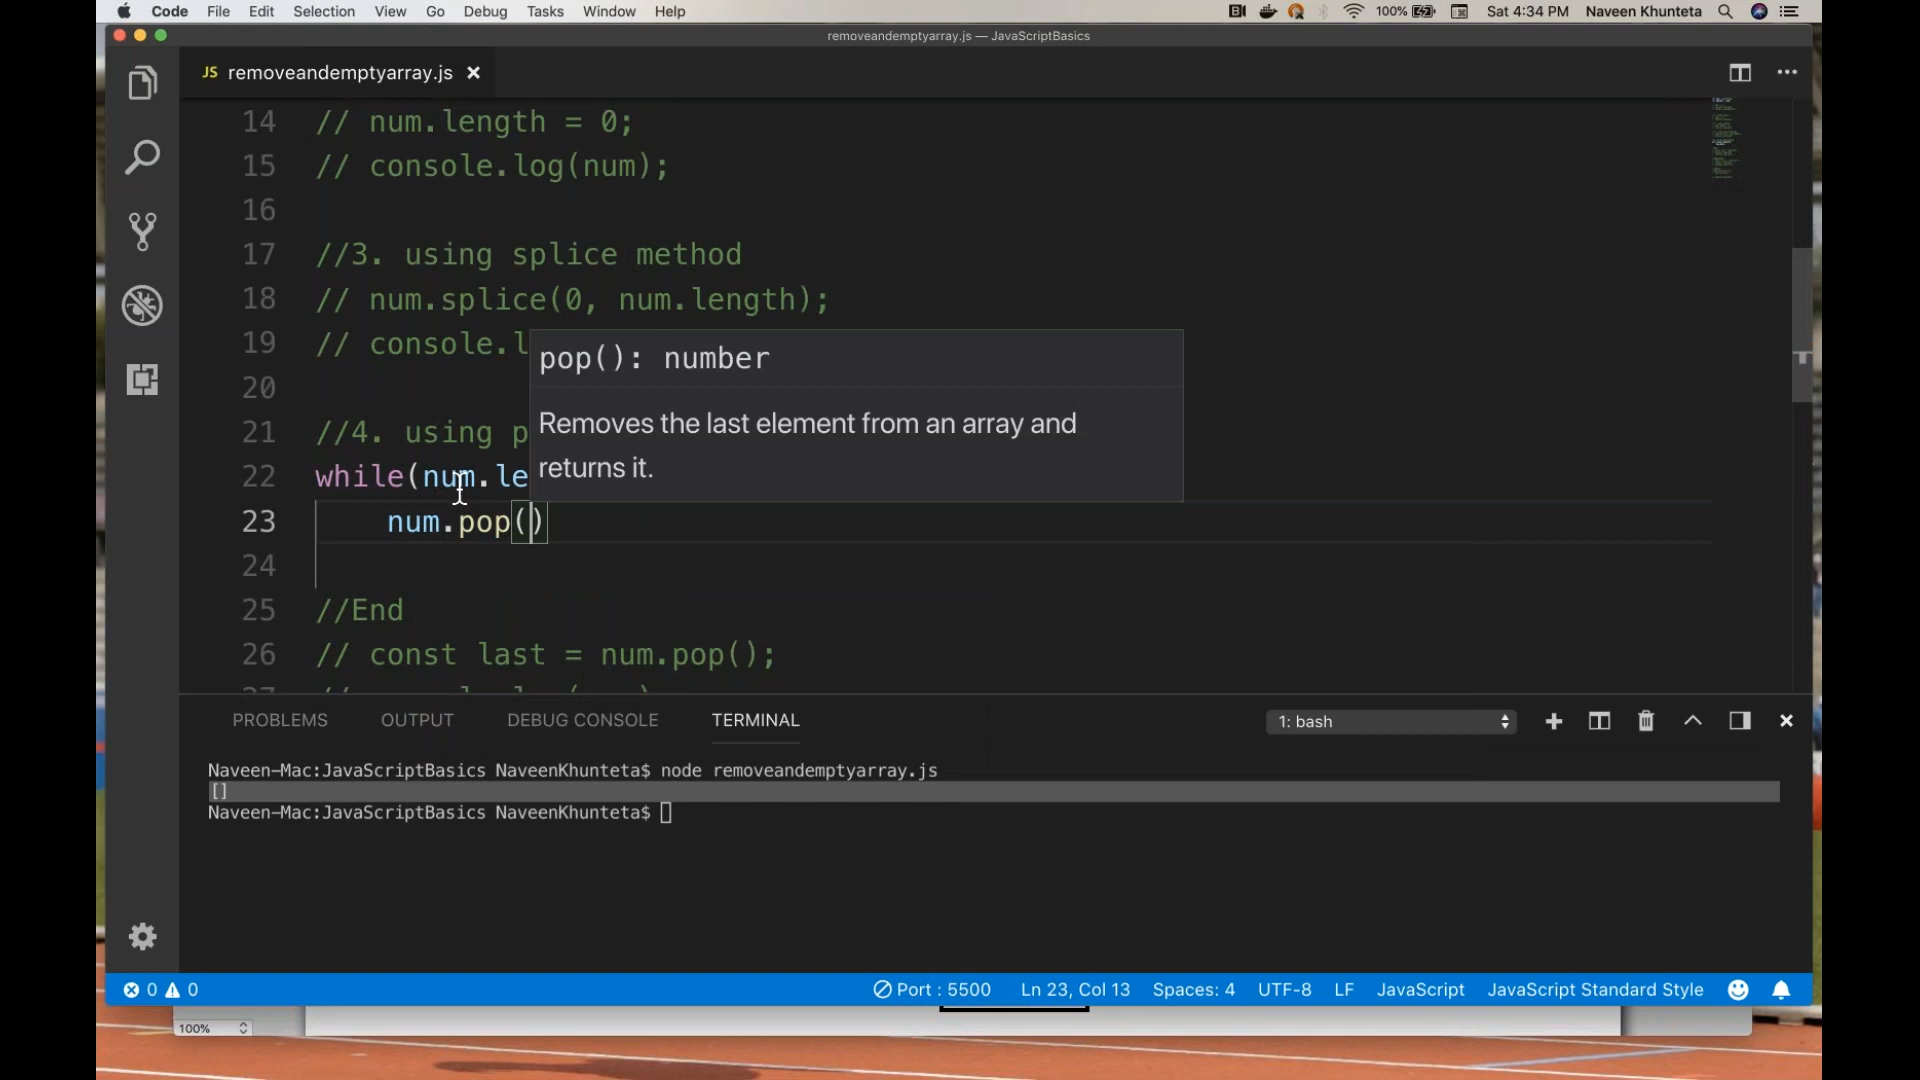 Code File Edit Selection View Go Debug Tasks Window Help 100% Sat 4:34 PM Naveen Khunteta
removeandemptyarray.js — JavaScriptBasics
JS removeandemptyarray.js
14 // num.length = 0;
15 // console.log(num);
16
17 //3. using splice method
18 // num.splice(0, num.length);
19 // console.l
pop(): number
20
Removes the last element from an array and
21 //4. using p
returns it.
22 while(num.le
23 num.pop()
24
25 //End
26 // const last = num.pop();
PROBLEMS OUTPUT DEBUG CONSOLE TERMINAL 1: bash
Naveen-Mac:JavaScriptBasics NaveenKhunteta$ node removeandemptyarray.js
[]
Naveen-Mac:JavaScriptBasics NaveenKhunteta$
0 0 Port : 5500 Ln 23, Col 13 Spaces: 4 UTF-8 LF JavaScript JavaScript Standard Style
100%